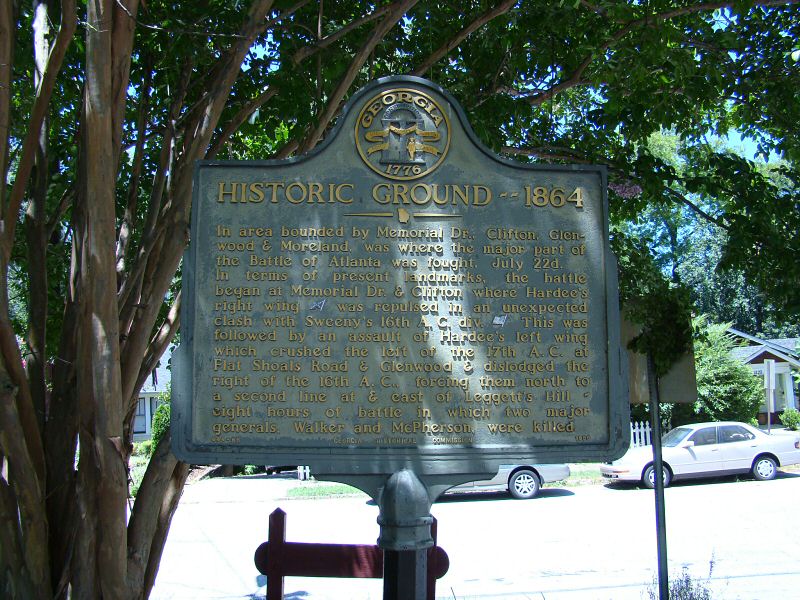 GEORGIA
1776
HISTORIC GROUND -- 1864
In area bounded by Memorial Dr., Clifton, Glen-
wood & Moreland, was where the major part of
the Battle of Atlanta was fought, July 22d.
In terms of present landmarks, the battle
began at Memorial Dr. & Clifton where Hardee's
right wing was repulsed in an unexpected
clash with Sweeny's 16th A.C. div. This was
followed by an assault of Hardee's left wing
which crushed the left of the 17th A.C. at
Flat Shoals Road & Glenwood & dislodged the
right of the 16th A.C., forcing them north to
a second line at & east of Leggett's Hill -
eight hours of battle in which two major
generals, Walker and McPherson, were killed.
GEORGIA HISTORICAL COMMISSION